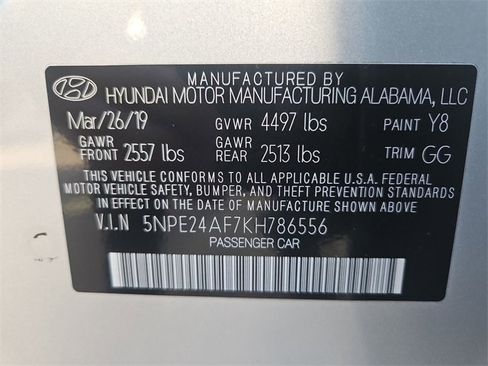 MANUFACTURED BY
HYUNDAI MOTOR MANUFACTURING ALABAMA, LLC
Mar/26/19 GVWR 4497 lbs PAINT Y8
GAWR FRONT 2557 lbs GAWR REAR 2513 lbs TRIM GG
THIS VEHICLE CONFORMS TO ALL APPLICABLE U.S.A. FEDERAL
MOTOR VEHICLE SAFETY, BUMPER, AND THEFT PREVENTION STANDARDS
IN EFFECT ON THE DATE OF MANUFACTURE SHOWN ABOVE.
V.I.N 5NPE24AF7KH786556
PASSENGER CAR